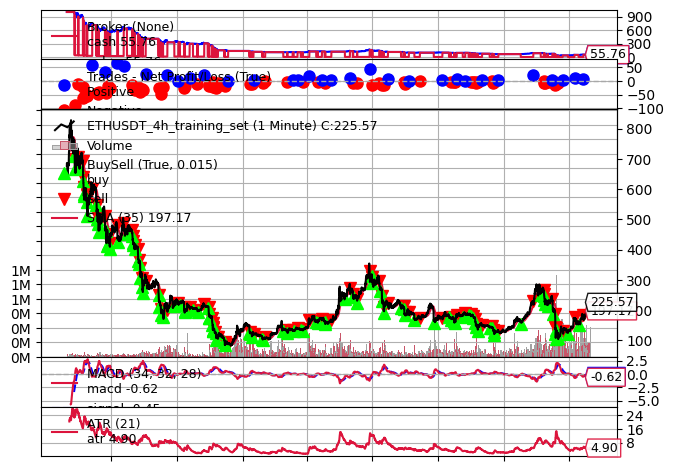 Broker (None)
cash 55.76
900
600
300
0
55.76
Trades - Net Profit/Loss (True)
Positive
50
0
−50
−100
ETHUSDT_4h_training_set (1 Minute) C:225.57
Volume
BuySell (True, 0.015)
buy
sell
SMA (35) 197.17
800
700
600
500
400
300
100
225.57
197.17
1M
1M
1M
0M
0M
0M
0M
MACD (34, 32, 28)
macd -0.62
2.5
0.0
−2.5
−5.0
-0.62
ATR (21)
atr 4.90
24
16
8
4.90